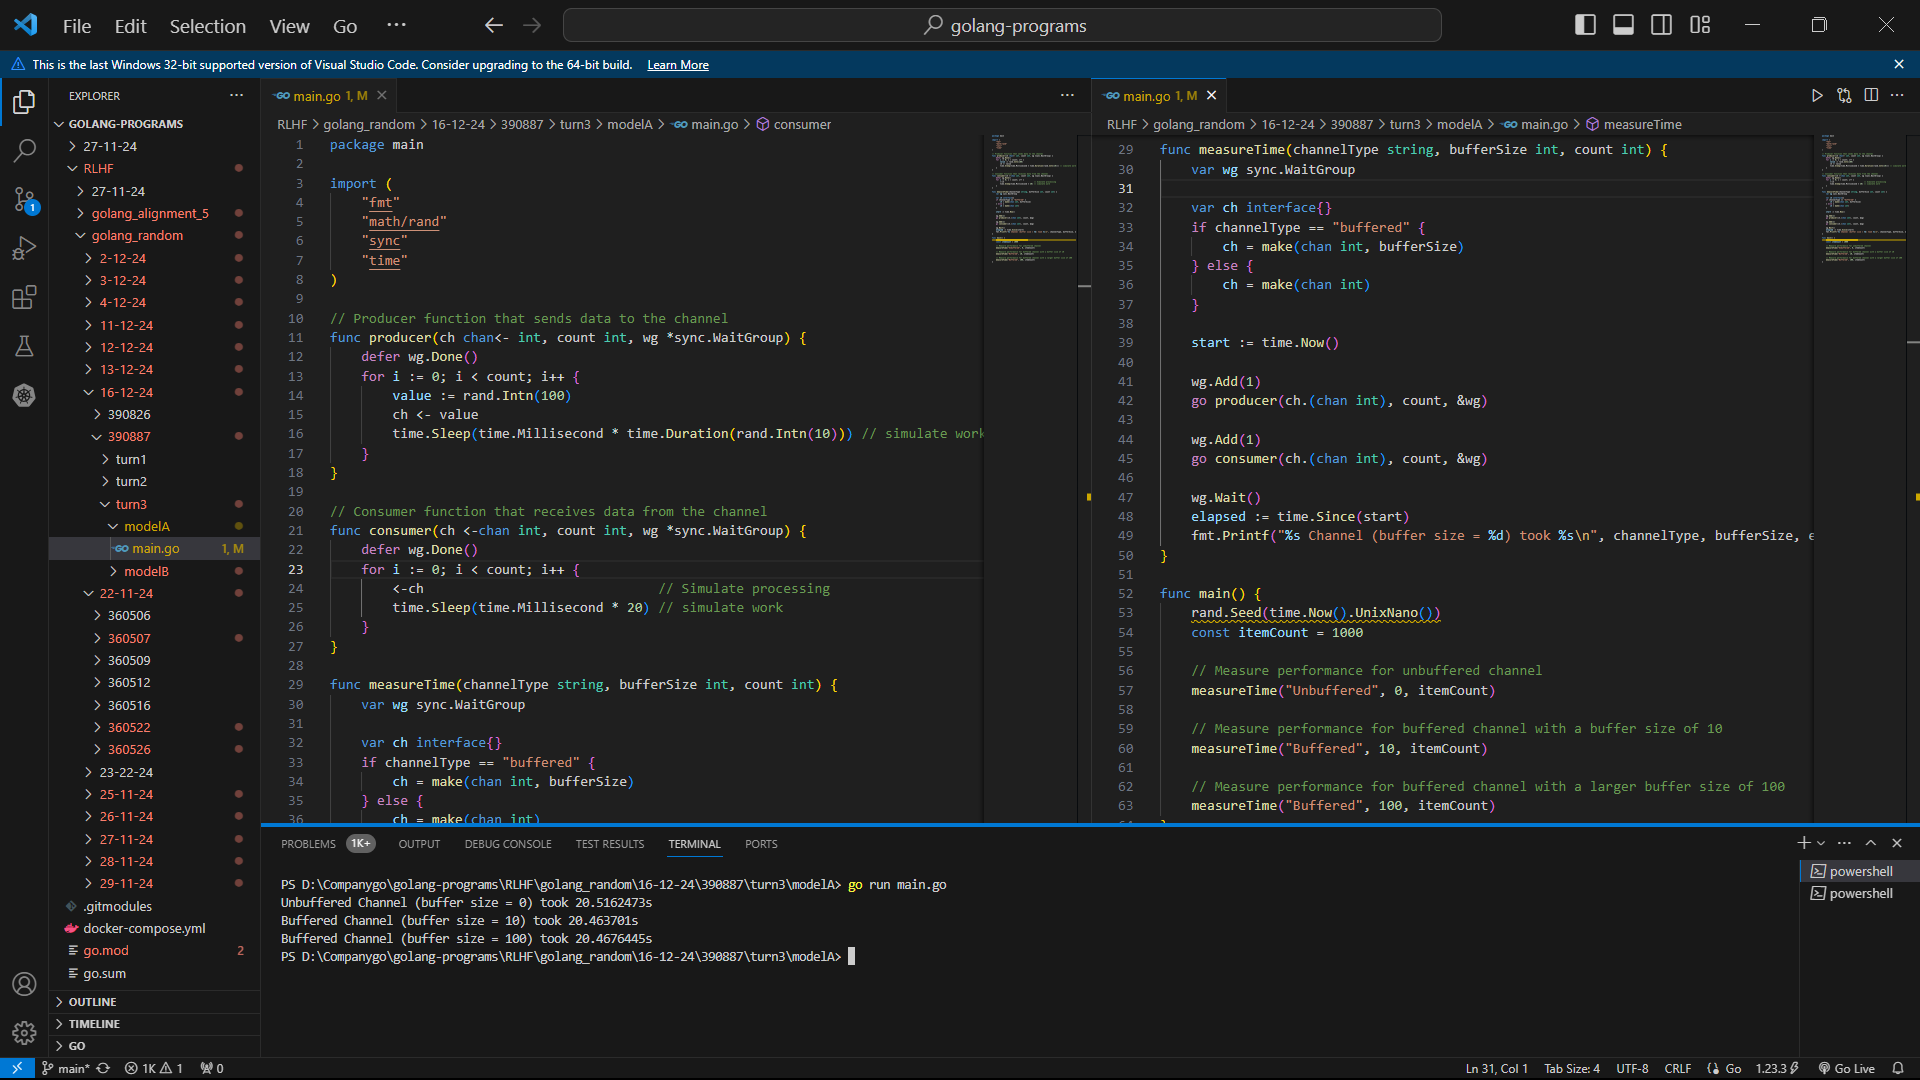 File Edit Selection View Go ···
golang-programs
This is the last Windows 32-bit supported version of Visual Studio Code. Consider upgrading to the 64-bit build. Learn More
EXPLORER
GOLANG-PROGRAMS
27-11-24
RLHF
27-11-24
golang_alignment_5
golang_random
2-12-24
3-12-24
4-12-24
11-12-24
12-12-24
13-12-24
16-12-24
390826
390887
turn1
turn2
turn3
modelA
main.go 1, M
modelB
22-11-24
360506
360507
360509
360512
360516
360522
360526
23-22-24
25-11-24
26-11-24
27-11-24
28-11-24
29-11-24
.gitmodules
docker-compose.yml
go.mod 2
go.sum
OUTLINE
TIMELINE
GO
1
main.go 1, M
RLHF > golang_random > 16-12-24 > 390887 > turn3 > modelA > main.go > consumer
1 package main
2
3 import (
4 "fmt"
5 "math/rand"
6 "sync"
7 "time"
8 )
9
10 // Producer function that sends data to the channel
11 func producer(ch chan<- int, count int, wg *sync.WaitGroup) {
12 defer wg.Done()
13 for i := 0; i < count; i++ {
14 value := rand.Intn(100)
15 ch <- value
16 time.Sleep(time.Millisecond * time.Duration(rand.Intn(10))) // simulate work
17 }
18 }
19
20 // Consumer function that receives data from the channel
21 func consumer(ch <-chan int, count int, wg *sync.WaitGroup) {
22 defer wg.Done()
23 for i := 0; i < count; i++ {
24 <-ch // Simulate processing
25 time.Sleep(time.Millisecond * 20) // simulate work
26 }
27 }
28
29 func measureTime(channelType string, bufferSize int, count int) {
30 var wg sync.WaitGroup
31
32 var ch interface{}
33 if channelType == "buffered" {
34 ch = make(chan int, bufferSize)
35 } else {
36 ch = make(chan int)
main.go 1, M
RLHF > golang_random > 16-12-24 > 390887 > turn3 > modelA > main.go > measureTime
29 func measureTime(channelType string, bufferSize int, count int) {
30 var wg sync.WaitGroup
31
32 var ch interface{}
33 if channelType == "buffered" {
34 ch = make(chan int, bufferSize)
35 } else {
36 ch = make(chan int)
37 }
38
39 start := time.Now()
40
41 wg.Add(1)
42 go producer(ch.(chan int), count, &wg)
43
44 wg.Add(1)
45 go consumer(ch.(chan int), count, &wg)
46
47 wg.Wait()
48 elapsed := time.Since(start)
49 fmt.Printf("%s Channel (buffer size = %d) took %s\n", channelType, bufferSize, e
50 }
51
52 func main() {
53 rand.Seed(time.Now().UnixNano())
54 const itemCount = 1000
55
56 // Measure performance for unbuffered channel
57 measureTime("Unbuffered", 0, itemCount)
58
59 // Measure performance for buffered channel with a buffer size of 10
60 measureTime("Buffered", 10, itemCount)
61
62 // Measure performance for buffered channel with a larger buffer size of 100
63 measureTime("Buffered", 100, itemCount)
PROBLEMS 1K+ OUTPUT DEBUG CONSOLE TEST RESULTS TERMINAL PORTS
PS D:\Companygo\golang-programs\RLHF\golang_random\16-12-24\390887\turn3\modelA> go run main.go
Unbuffered Channel (buffer size = 0) took 20.5162473s
Buffered Channel (buffer size = 10) took 20.463701s
Buffered Channel (buffer size = 100) took 20.4676445s
PS D:\Companygo\golang-programs\RLHF\golang_random\16-12-24\390887\turn3\modelA>
powershell
powershell
main* 1K 1 0 Ln 31, Col 1 Tab Size: 4 UTF-8 CRLF Go 1.23.3 Go Live